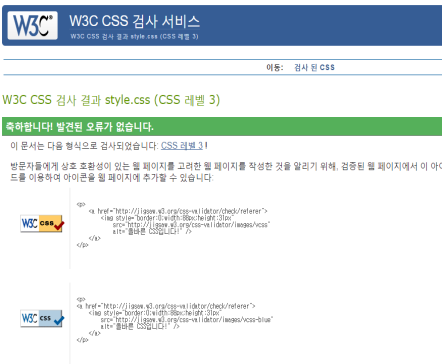 W3C® W3C CSS 검사 서비스
W3C CSS 검사 결과 style.css (CSS 레벨 3)
이동: 검사 된 CSS
W3C CSS 검사 결과 style.css (CSS 레벨 3)
축하합니다! 발견된 오류가 없습니다.
이 문서는 다음 형식으로 검사되었습니다: CSS 레벨 3 !
방문자들에게 상호 호환성이 있는 웹 페이지를 고려한 웹 페이지를 작성한 것을 알리기 위해, 검증된 웹 페이지에서 이 아이
드를 이용하여 아이콘을 웹 페이지에 추가할 수 있습니다:
<p>
<a href="http://jigsaw.w3.org/css-validator/check/referer">
<img style="border:0;width:88px;height:31px"
W3C css
src="http://jigsaw.w3.org/css-validator/images/vcss"
alt="올바른 CSS입니다!" />
</a>
</p>
<p>
<a href="http://jigsaw.w3.org/css-validator/check/referer">
<img style="border:0;width:88px;height:31px"
W3C css
src="http://jigsaw.w3.org/css-validator/images/vcss-blue"
alt="올바른 CSS입니다!" />
</a>
</p>